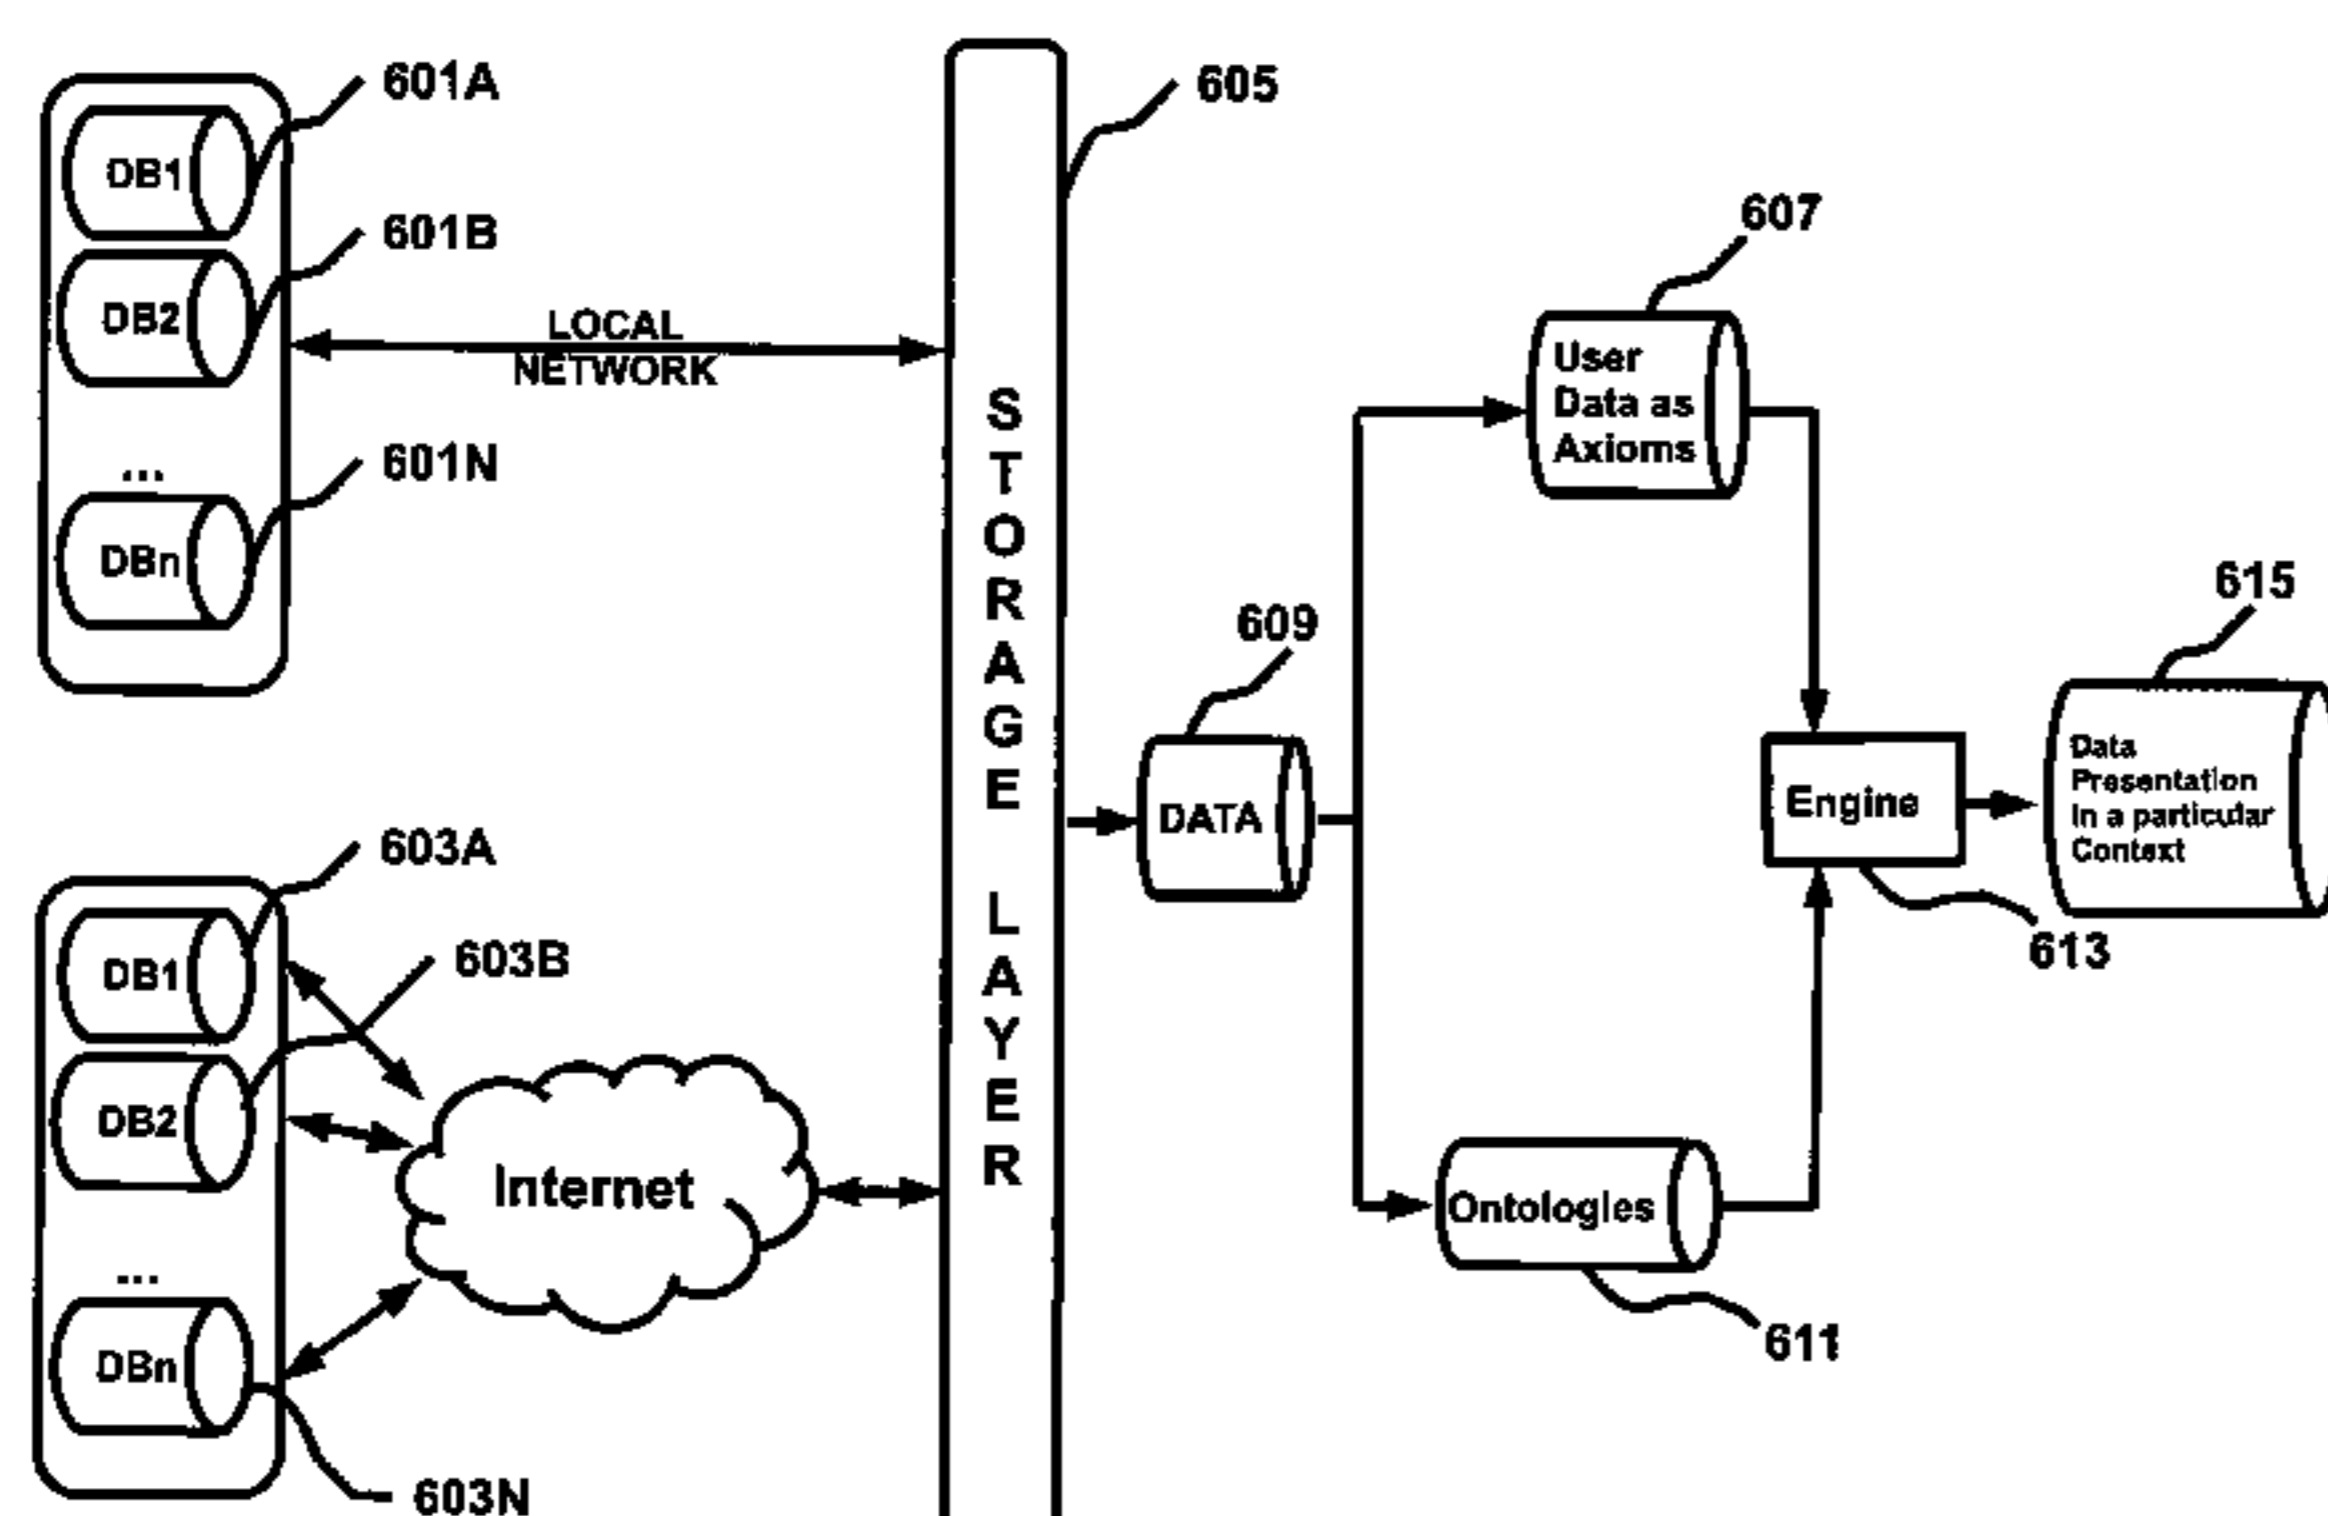 601A
DB1
601B
DB2
601N
...
DBn
LOCAL
NETWORK
603A
DB1
603B
DB2
...
DBn
603N
Internet
605
S
T
O
R
A
G
E
L
A
Y
E
R
609
DATA
607
User
Data as
Axioms
Ontologies
611
Engine
613
615
Data
Presentation
In a particular
Context